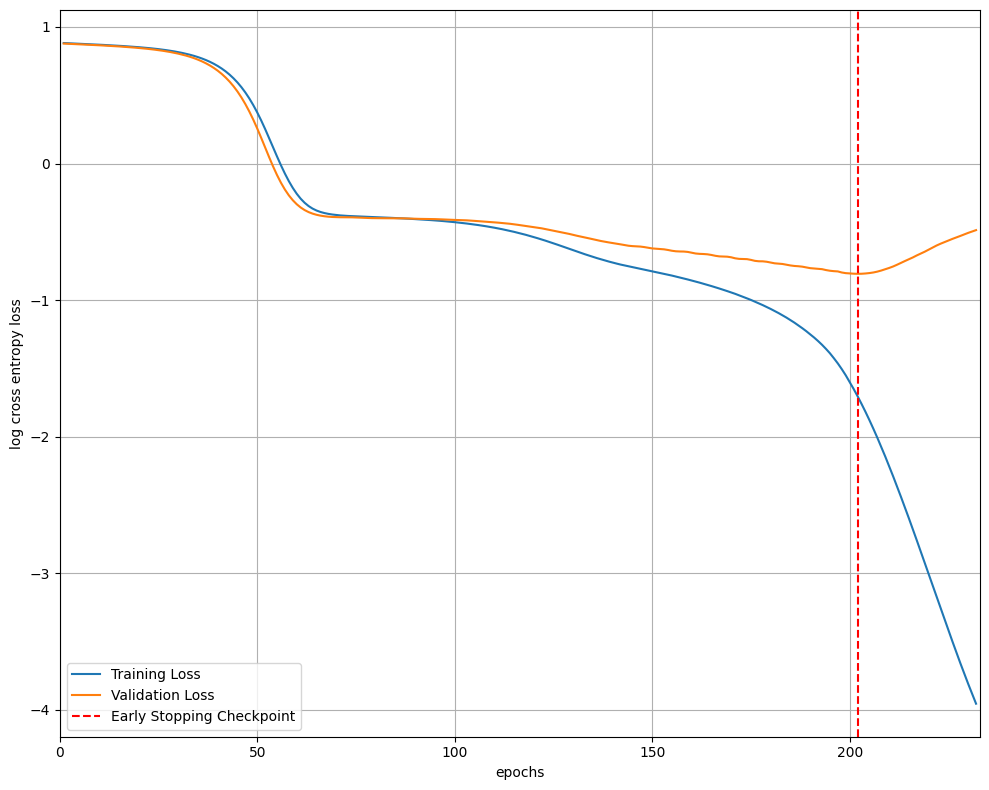 1
0
−1
−2
−3
−4
log cross entropy loss
Training Loss
Validation Loss
Early Stopping Checkpoint
0 50 100 150 200
epochs